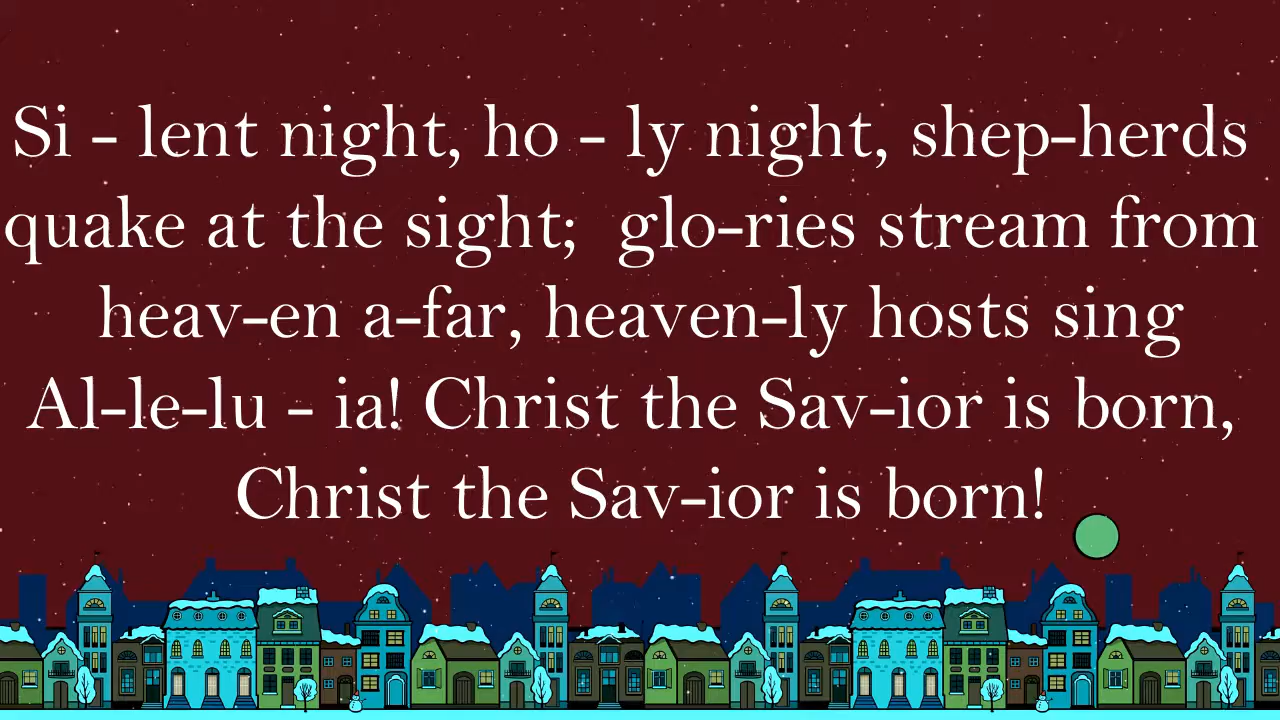 Si - lent night, ho - ly night, shep-herds
quake at the sight; glo-ries stream from
heav-en a-far, heaven-ly hosts sing
Al-le-lu - ia! Christ the Sav-ior is born,
Christ the Sav-ior is born!